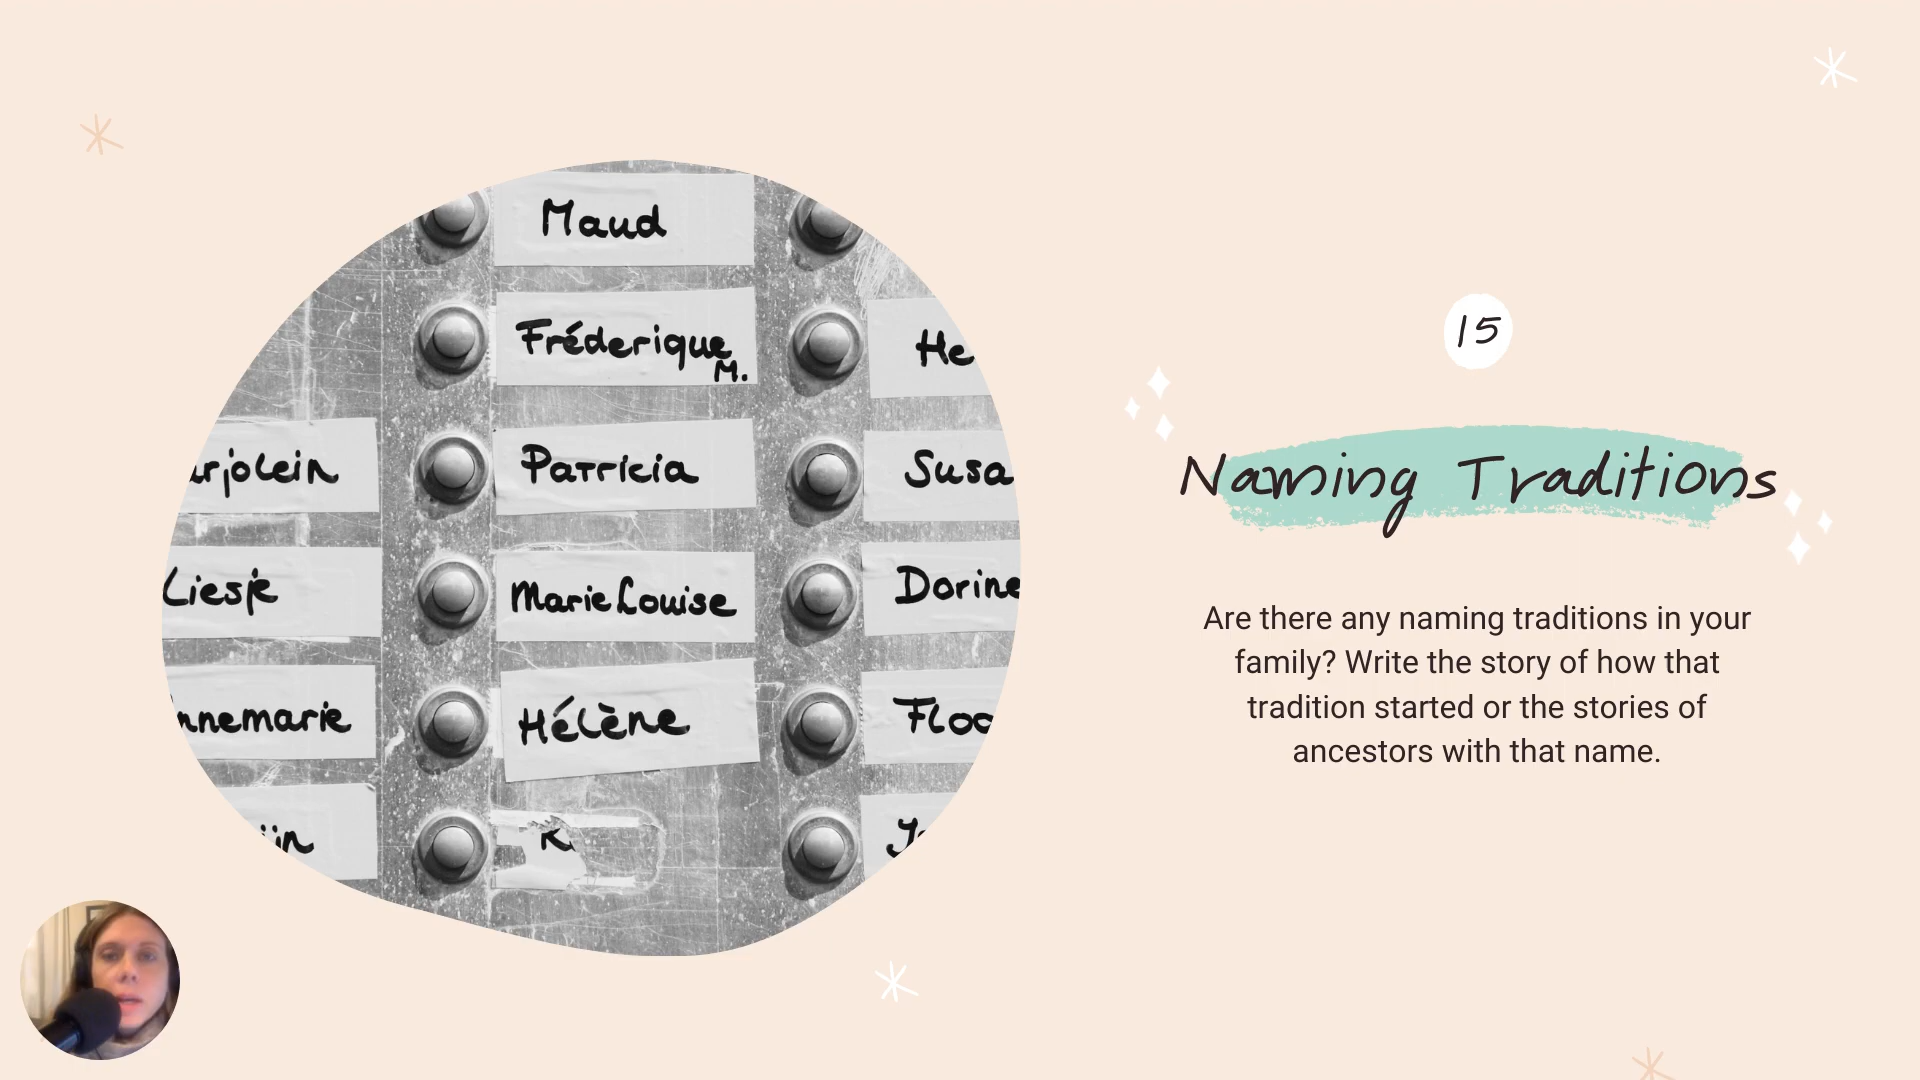 Maud
Fréderique
M.
Patricia
Marie Louise
Hélène
K
arjolein
Liesje
nnemarie
He
Susa
Dorine
Floo
15
Naming Traditions
Are there any naming traditions in your
family? Write the story of how that
tradition started or the stories of
ancestors with that name.